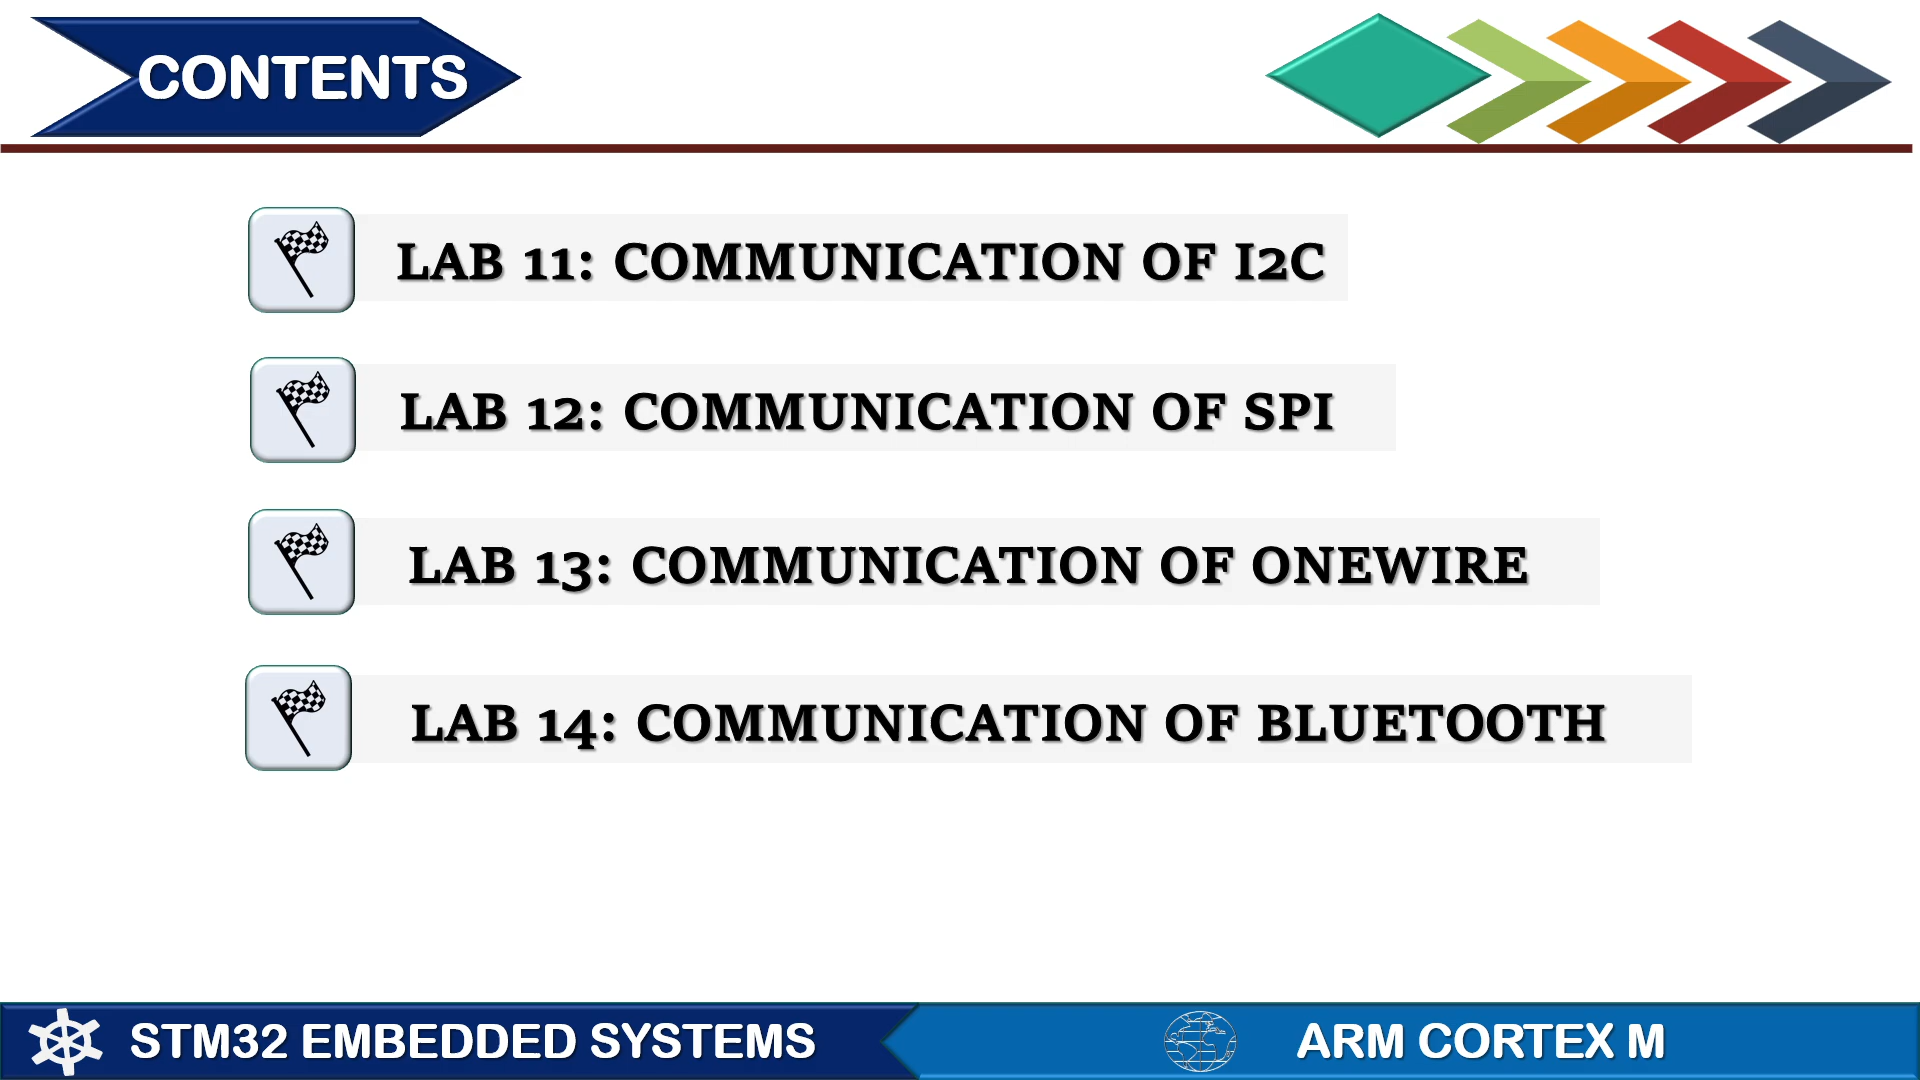 CONTENTS
LAB 11: COMMUNICATION OF I2C
LAB 12: COMMUNICATION OF SPI
LAB 13: COMMUNICATION OF ONEWIRE
LAB 14: COMMUNICATION OF BLUETOOTH
STM32 EMBEDDED SYSTEMS
ARM CORTEX M